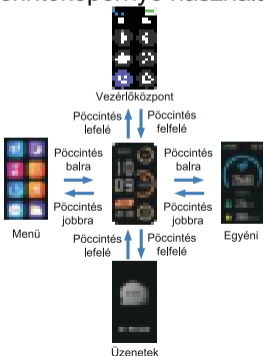 Vezérlőközpont
Pöccintés lefelé
Pöccintés felfelé
Pöccintés balra
Pöccintés jobbra
Pöccintés balra
Pöccintés jobbra
Menü
Egyéni
Pöccintés lefelé
Pöccintés felfelé
Üzenetek